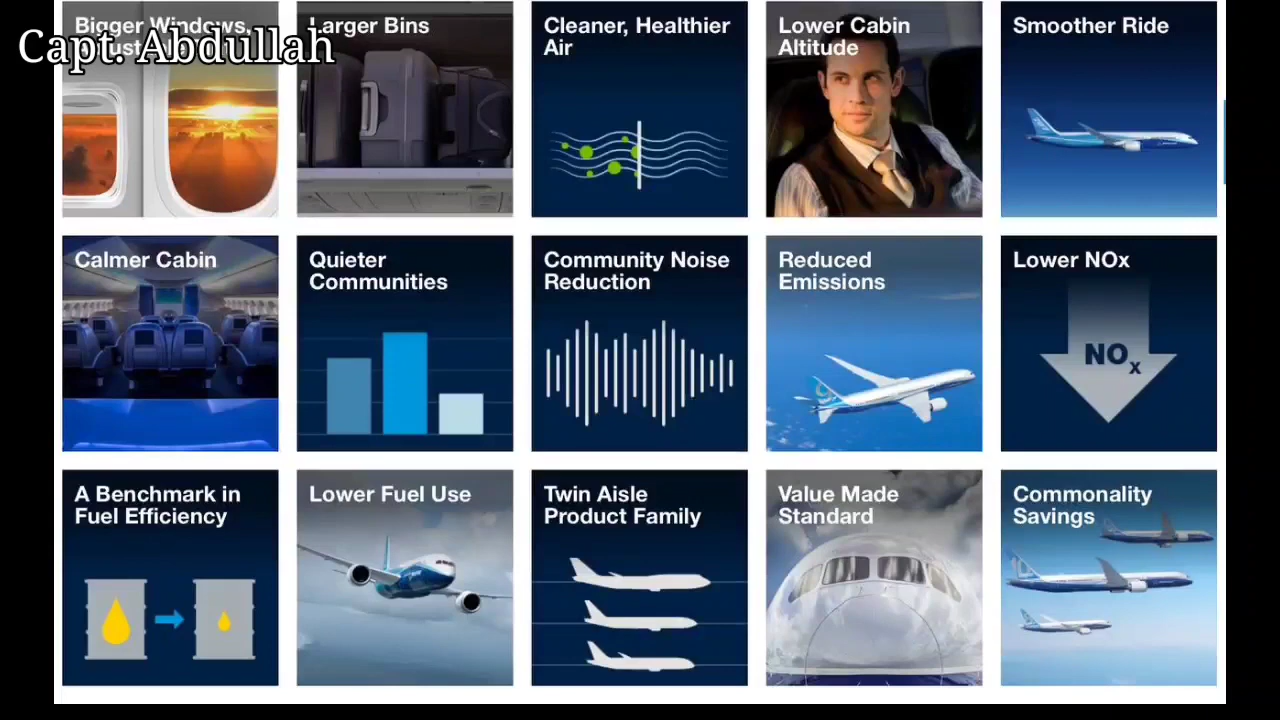 Bigger Windows,
Capt. Abdullah
Larger Bins
Cleaner, Healthier
Air
Lower Cabin
Altitude
Smoother Ride
Calmer Cabin
Quieter
Communities
Community Noise
Reduction
Reduced
Emissions
Lower NOx
NOx
A Benchmark in
Fuel Efficiency
Lower Fuel Use
Twin Aisle
Product Family
Value Made
Standard
Commonality
Savings